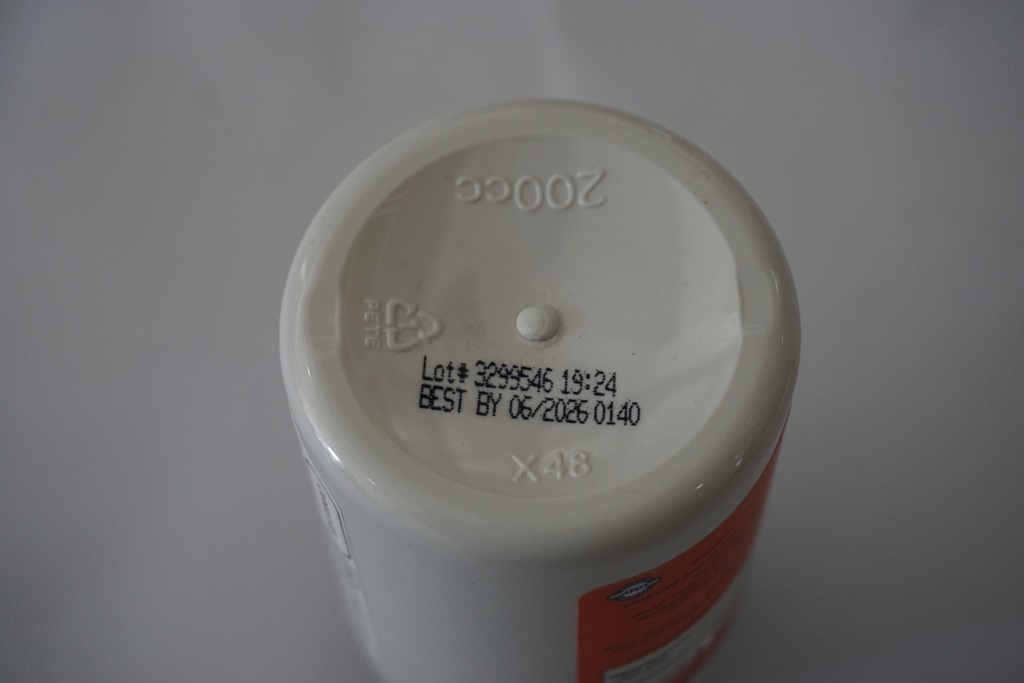 200cc
PETE
Lot# 3299546 19:24
BEST BY 06/2026 0140
X48